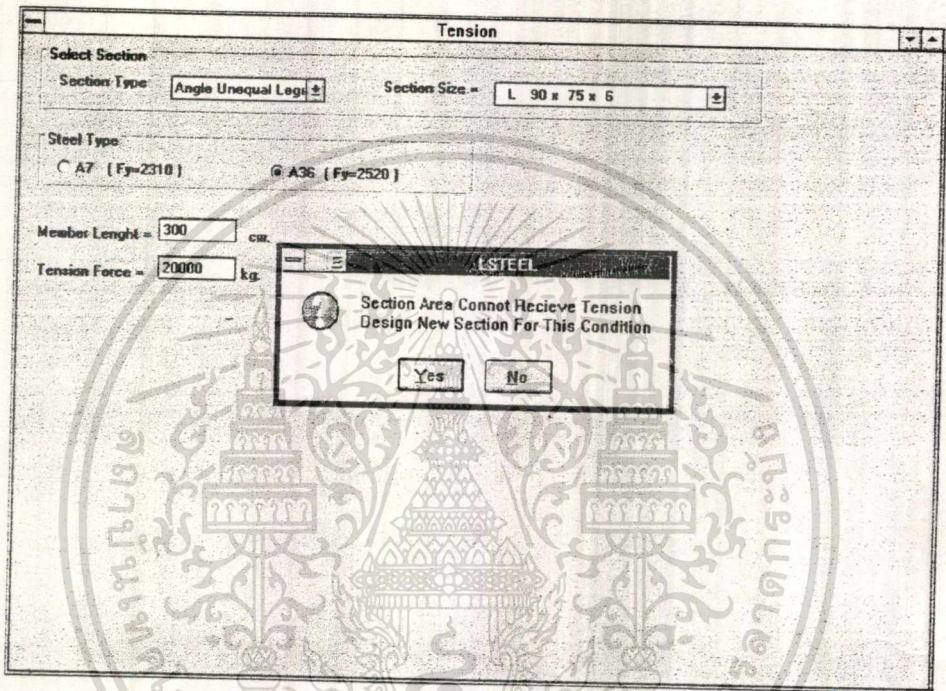 Tension
Select Section
Section Type
Angle Unequal Legs
Section Size =
L 90 x 75 x 6
Steel Type
A7 ( Fy=2310 )
A36 ( Fy=2520 )
Member Lenght =
300
cm.
Tension Force =
20000
kg.
LSTEEL
Section Area Connot Recieve Tension
Design New Section For This Condition
Yes
No